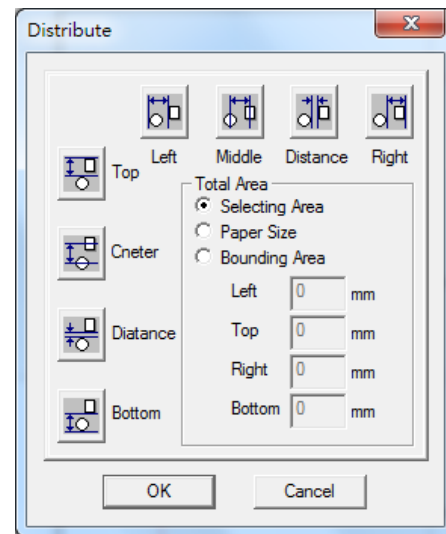 Distribute
Left Middle Distance Right
Top
Total Area
Selecting Area
Cneter
Paper Size
Bounding Area
Left 0 mm
Diatance
Top 0 mm
Right 0 mm
Bottom
Bottom 0 mm
OK Cancel